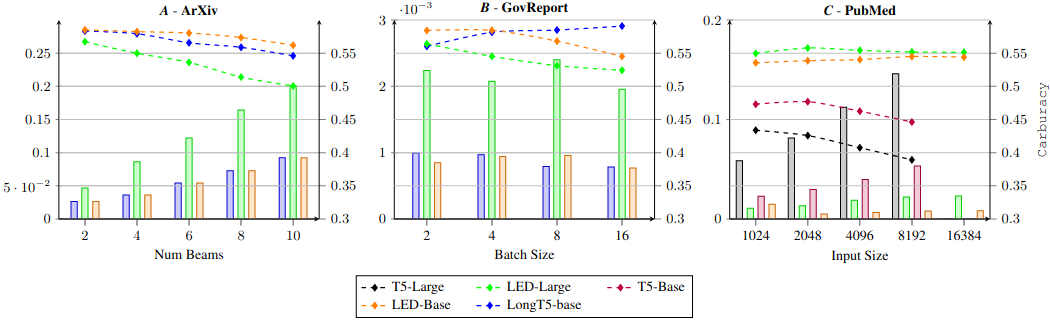 A - ArXiv
0.25
0.2
0.15
0.1
5 · 10⁻²
0
0.55
0.5
0.45
0.4
0.35
0.3
2 4 6 8 10
Num Beams
B - GovReport
·10⁻³
3
2
1
0
0.55
0.5
0.45
0.4
0.35
0.3
2 4 8 16
Batch Size
C - PubMed
0.2
0.1
0
0.55
0.5
0.45
0.4
0.35
0.3
Carburacy
1024 2048 4096 8192 16384
Input Size
T5-Large LED-Large T5-Base
LED-Base LongT5-base